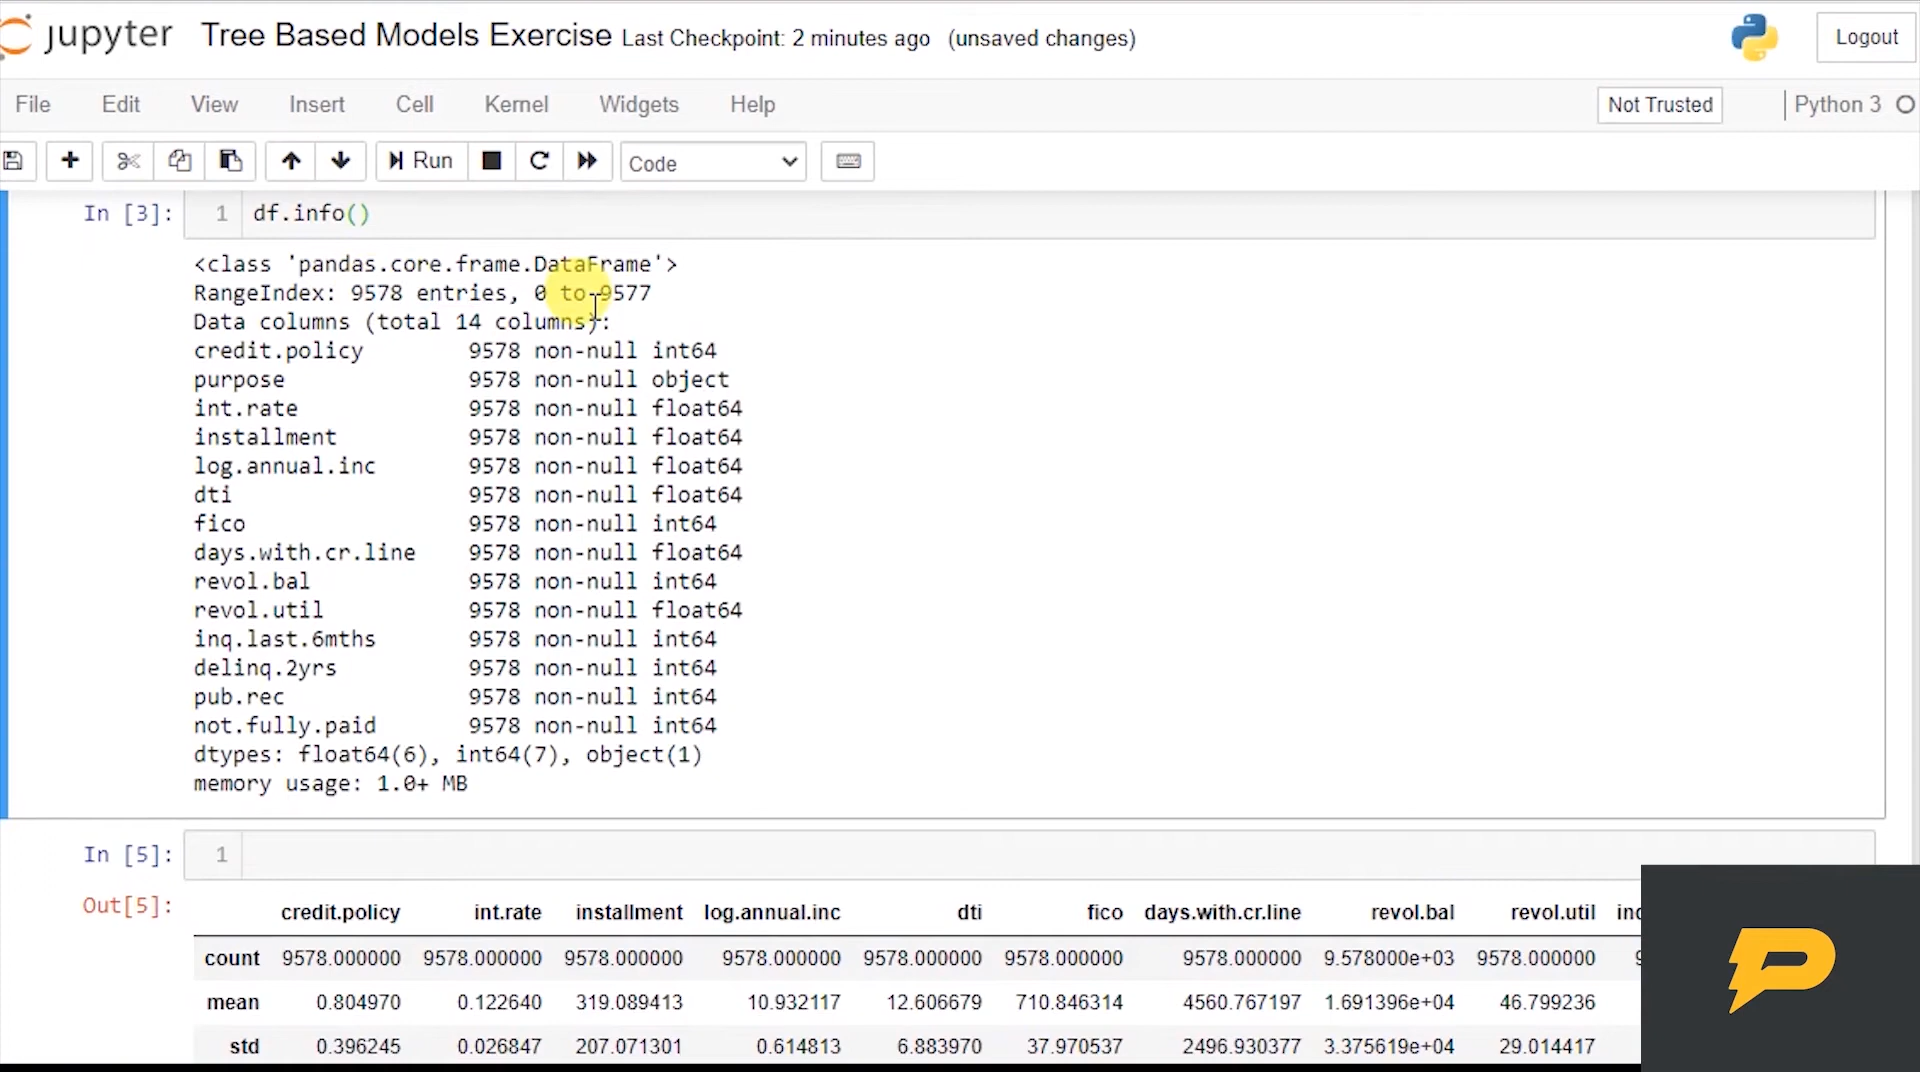 jupyter Tree Based Models Exercise Last Checkpoint: 2 minutes ago (unsaved changes) Logout
File Edit View Insert Cell Kernel Widgets Help Not Trusted Python 3
Run Code
In [3]: 1 df.info()
<class 'pandas.core.frame.DataFrame'>
RangeIndex: 9578 entries, 0 to 9577
Data columns (total 14 columns):
credit.policy 9578 non-null int64
purpose 9578 non-null object
int.rate 9578 non-null float64
installment 9578 non-null float64
log.annual.inc 9578 non-null float64
dti 9578 non-null float64
fico 9578 non-null int64
days.with.cr.line 9578 non-null float64
revol.bal 9578 non-null int64
revol.util 9578 non-null float64
inq.last.6mths 9578 non-null int64
delinq.2yrs 9578 non-null int64
pub.rec 9578 non-null int64
not.fully.paid 9578 non-null int64
dtypes: float64(6), int64(7), object(1)
memory usage: 1.0+ MB
In [5]: 1
Out[5]:
credit.policy int.rate installment log.annual.inc dti fico days.with.cr.line revol.bal revol.util
count 9578.000000 9578.000000 9578.000000 9578.000000 9578.000000 9578.000000 9578.000000 9.578000e+03 9578.000000
mean 0.804970 0.122640 319.089413 10.932117 12.606679 710.846314 4560.767197 1.691396e+04 46.799236
std 0.396245 0.026847 207.071301 0.614813 6.883970 37.970537 2496.930377 3.375619e+04 29.014417